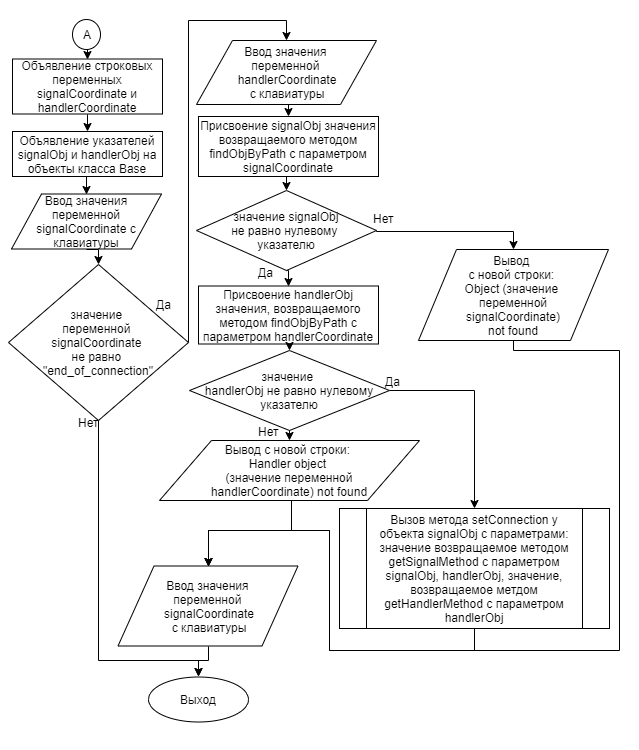 A
Объявление строковых
переменных
signalCoordinate и
handlerCoordinate
Объявление указателей
signalObj и handlerObj на
объекты класса Base
Ввод значения
переменной
signalCoordinate с
клавиатуры
значение
переменной
signalCoordinate
не равно
"end_of_connection"
Да
Нет
Ввод значения
переменной
handlerCoordinate
с клавиатуры
Присвоение signalObj значения
возвращаемого методом
findObjByPath с параметром
signalCoordinate
значение signalObj
не равно нулевому
указателю
Нет
Да
Вывод
с новой строки:
Object (значение
переменной
signalCoordinate)
not found
Присвоение handlerObj
значения, возвращаемого
методом findObjByPath с
параметром handlerCoordinate
значение
handlerObj не равно нулевому
указателю
Да
Нет
Вывод с новой строки:
Handler object
(значение переменной
handlerCoordinate) not found
Вызов метода setConnection у
объекта signalObj с параметрами:
значение возвращаемое методом
getSignalMethod с параметром
signalObj, handlerObj, значение,
возвращаемое метдом
getHandlerMethod с параметром
handlerObj
Ввод значения
переменной
signalCoordinate
с клавиатуры
Выход